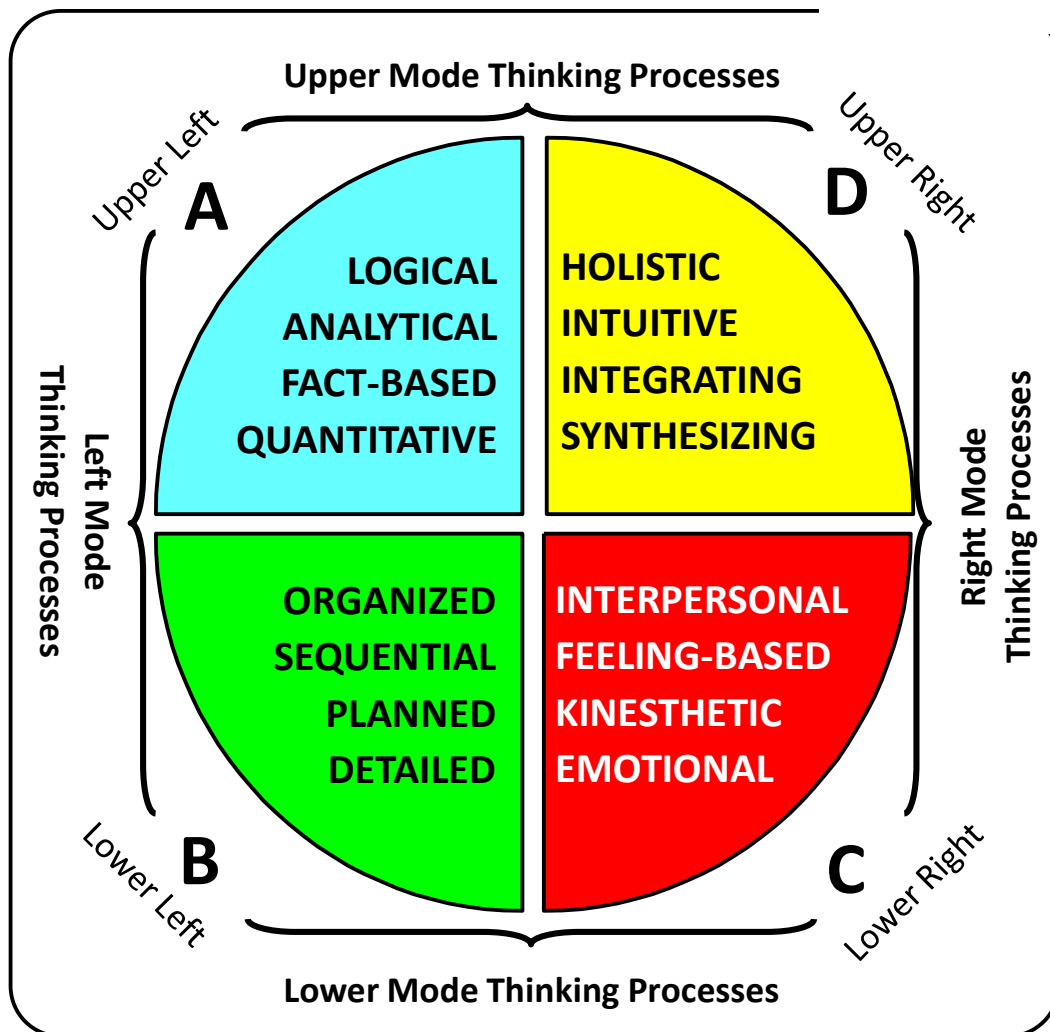 Upper Mode Thinking Processes
Upper Left
A
D
Upper Right
LOGICAL
ANALYTICAL
FACT-BASED
QUANTITATIVE
HOLISTIC
INTUITIVE
INTEGRATING
SYNTHESIZING
Left Mode
Thinking Processes
Right Mode
Thinking Processes
ORGANIZED
SEQUENTIAL
PLANNED
DETAILED
INTERPERSONAL
FEELING-BASED
KINESTHETIC
EMOTIONAL
B
Lower Left
C
Lower Right
Lower Mode Thinking Processes